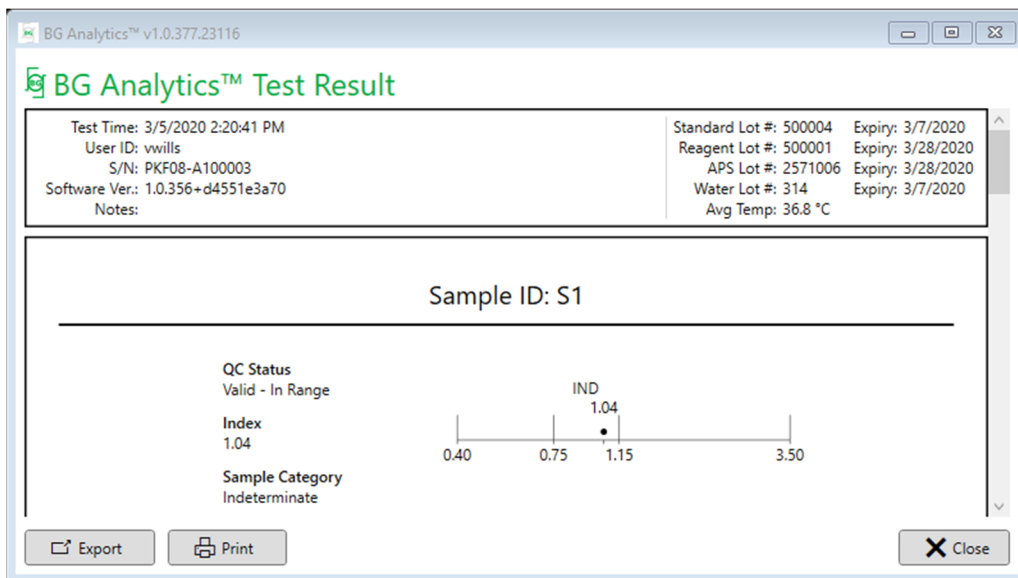 BG Analytics™ v1.0.377.23116
BG Analytics™ Test Result
Test Time: 3/5/2020 2:20:41 PM
User ID: vwills
S/N: PKF08-A100003
Software Ver.: 1.0.356+d4551e3a70
Notes:
Standard Lot #: 500004 Expiry: 3/7/2020
Reagent Lot #: 500001 Expiry: 3/28/2020
APS Lot #: 2571006 Expiry: 3/28/2020
Water Lot #: 314 Expiry: 3/7/2020
Avg Temp: 36.8 °C
Sample ID: S1
QC Status
Valid - In Range
Index
1.04
Sample Category
Indeterminate
IND
1.04
0.40 0.75 1.15 3.50
Export Print Close